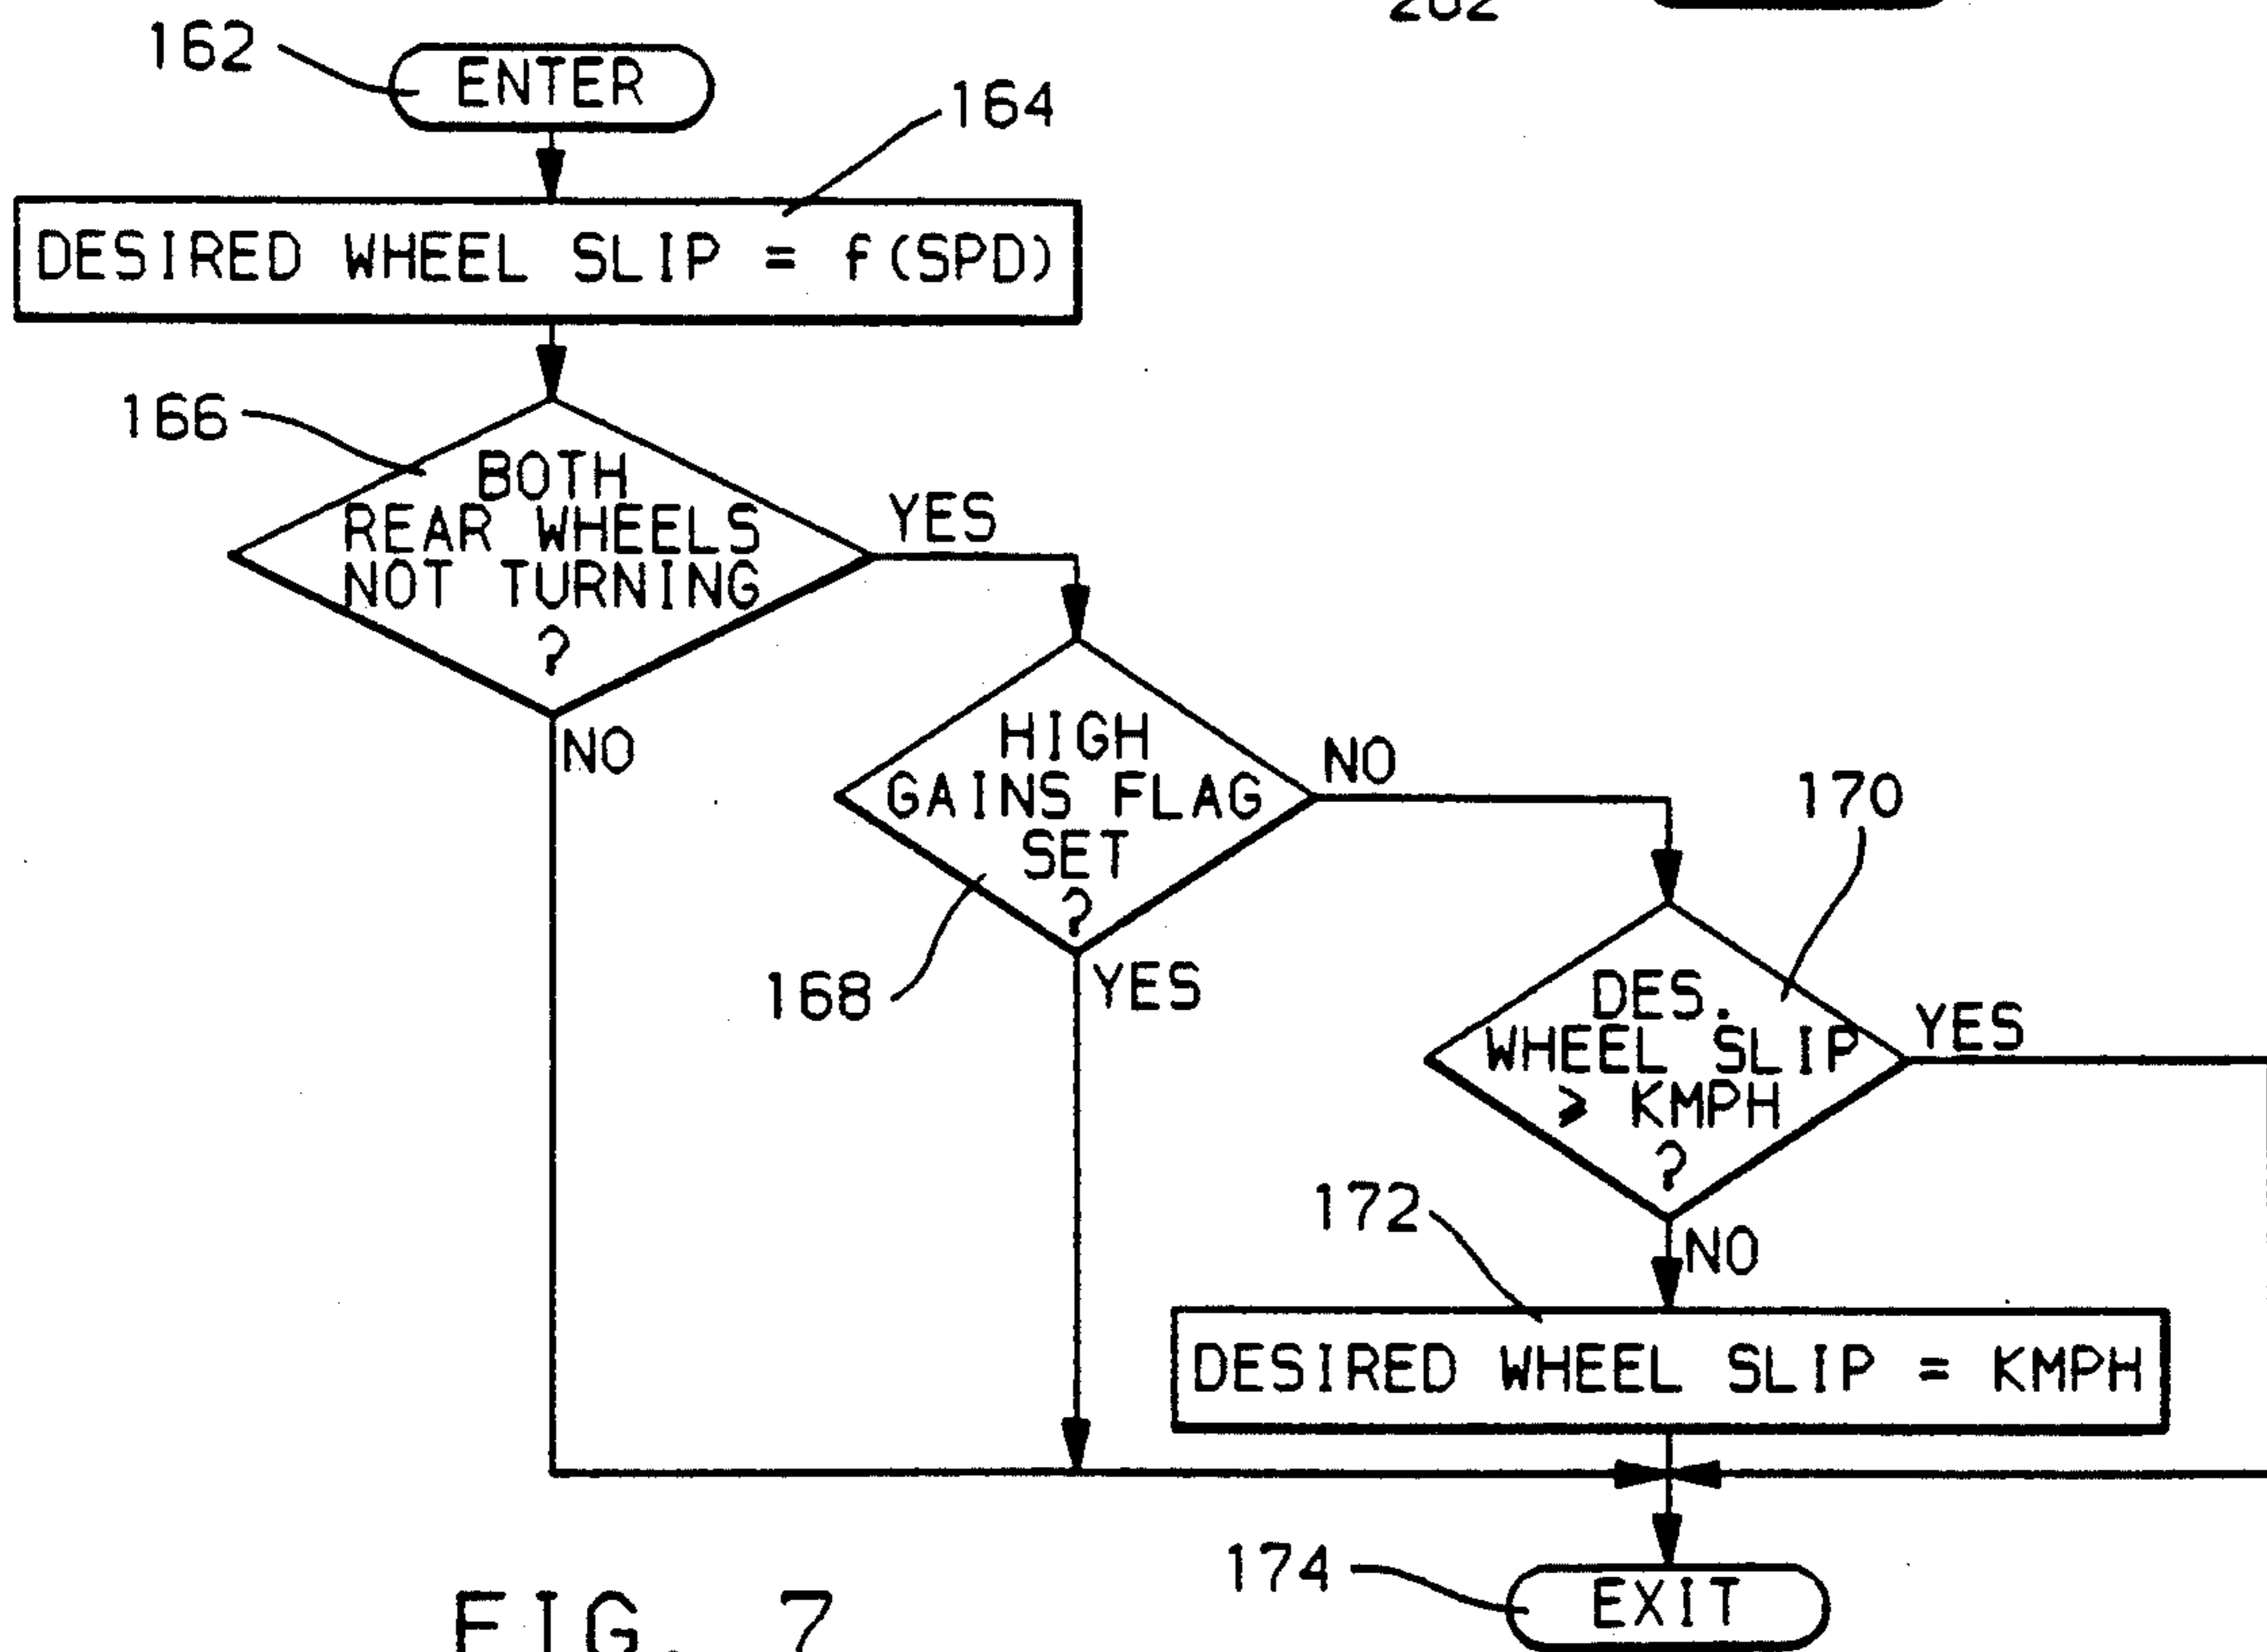 202
162
ENTER
164
DESIRED WHEEL SLIP = f(SPD)
166
BOTH
REAR WHEELS
NOT TURNING
?
YES
NO
HIGH
GAINS FLAG
SET
?
NO
168
YES
170
DES.
WHEEL SLIP
> KMPH
?
YES
NO
172
DESIRED WHEEL SLIP = KMPH
174
EXIT
FIG. 7